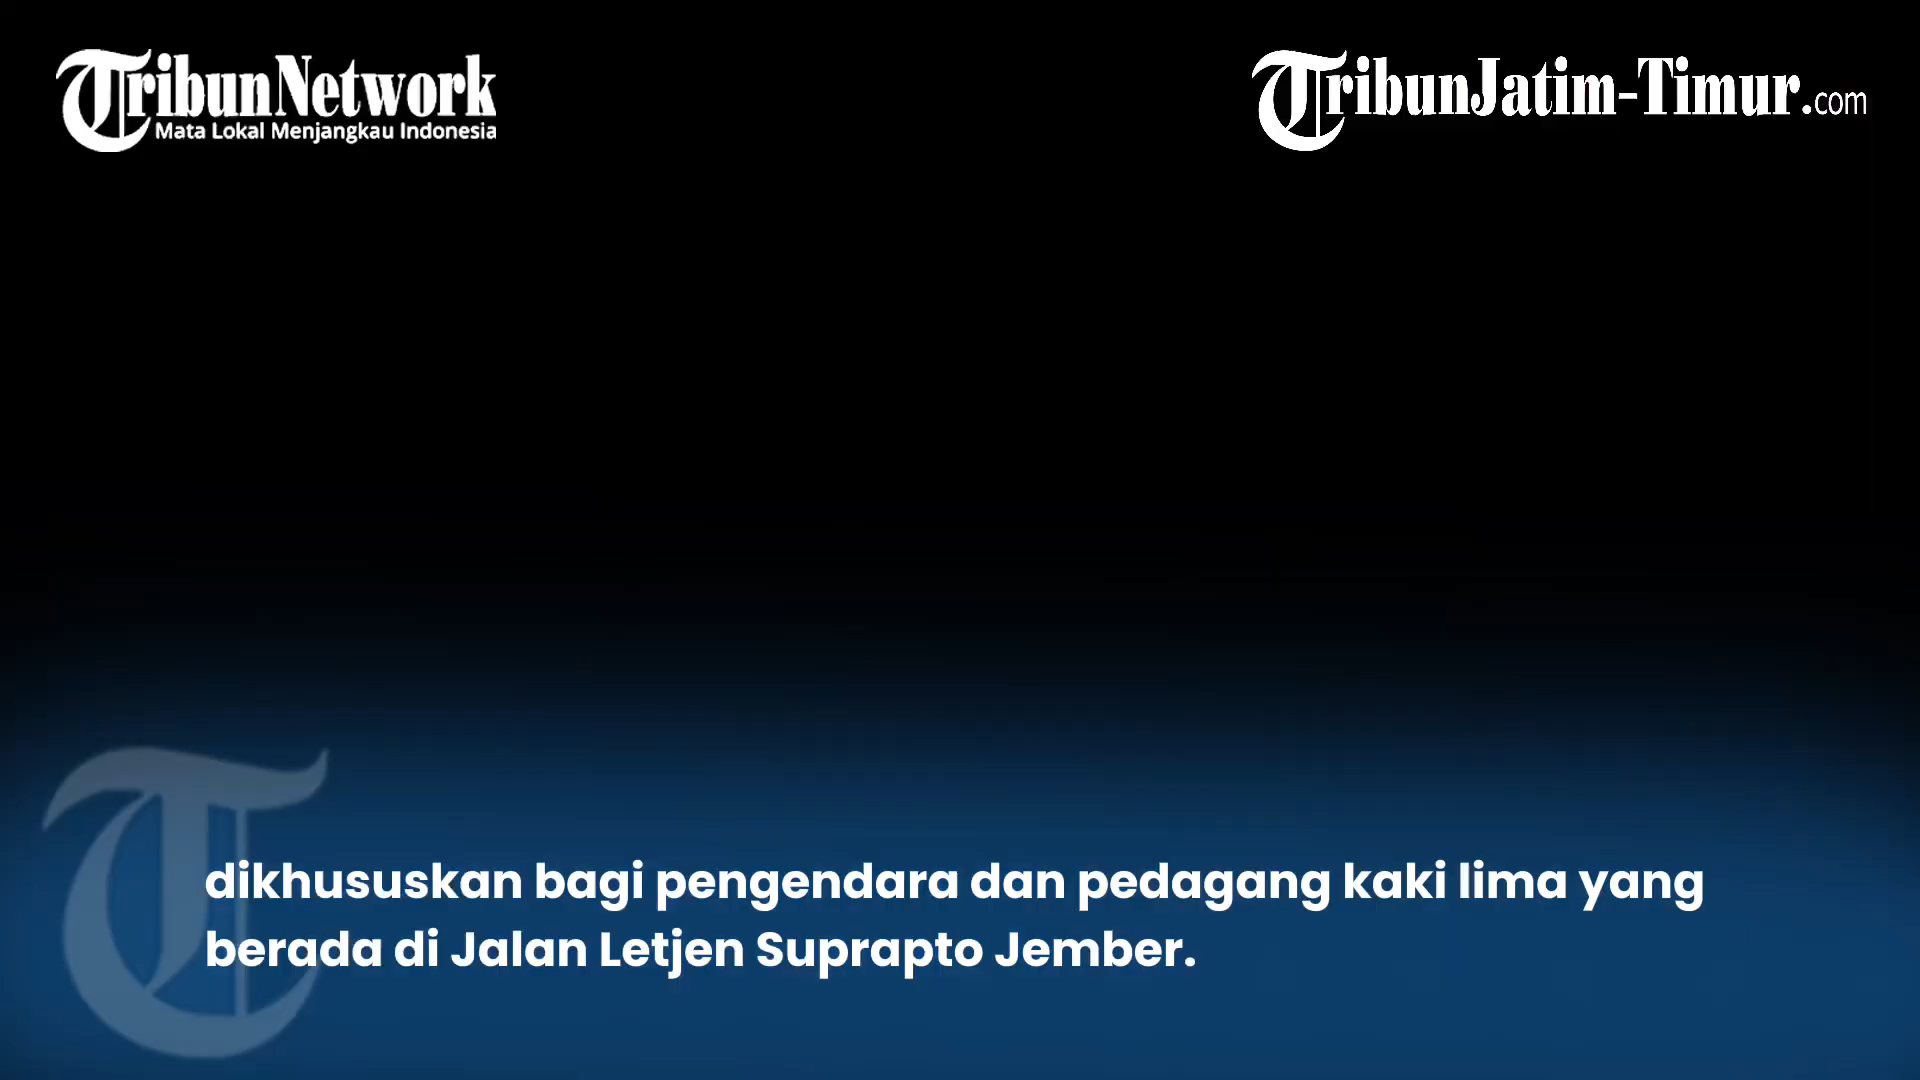 TribunNetwork
Mata Lokal Menjangkau Indonesia
TribunJatim-Timur.com
dikhususkan bagi pengendara dan pedagang kaki lima yang
berada di Jalan Letjen Suprapto Jember.